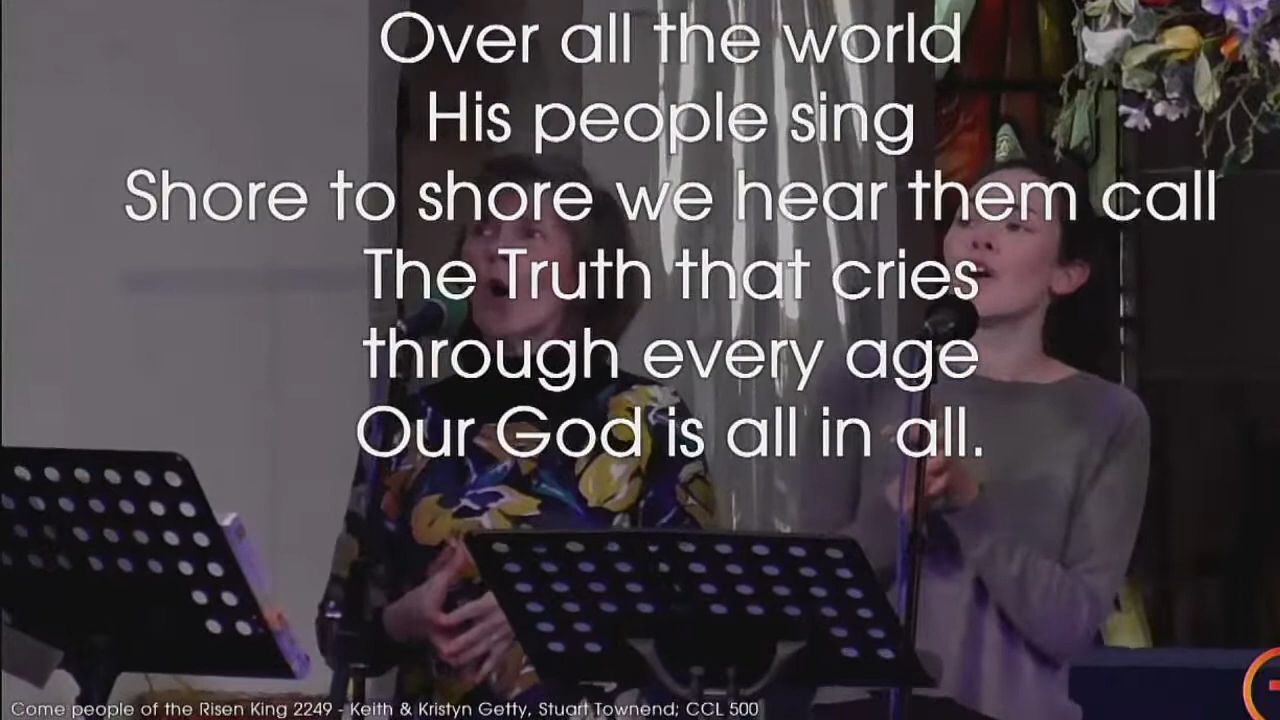 Over all the world
His people sing
Shore to shore we hear them call
The Truth that cries
through every age
Our God is all in all.
Come people of the Risen King 2249 - Keith & Kristyn Getty, Stuart Townend; CCL 500